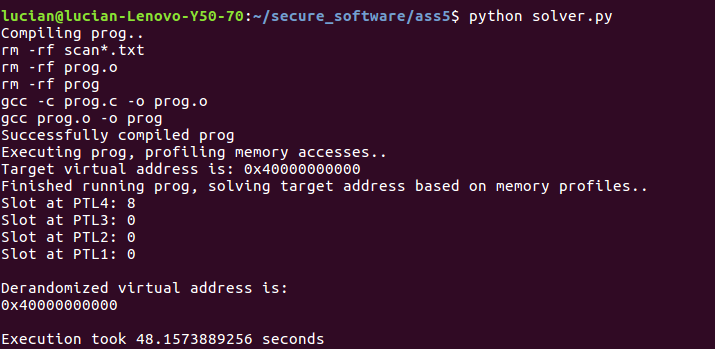 lucian@lucian-Lenovo-Y50-70:~/secure_software/ass5$ python solver.py
Compiling prog..
rm -rf scan*.txt
rm -rf prog.o
rm -rf prog
gcc -c prog.c -o prog.o
gcc prog.o -o prog
Successfully compiled prog
Executing prog, profiling memory accesses..
Target virtual address is: 0x40000000000
Finished running prog, solving target address based on memory profiles..
Slot at PTL4: 8
Slot at PTL3: 0
Slot at PTL2: 0
Slot at PTL1: 0
Derandomized virtual address is:
0x40000000000
Execution took 48.1573889256 seconds